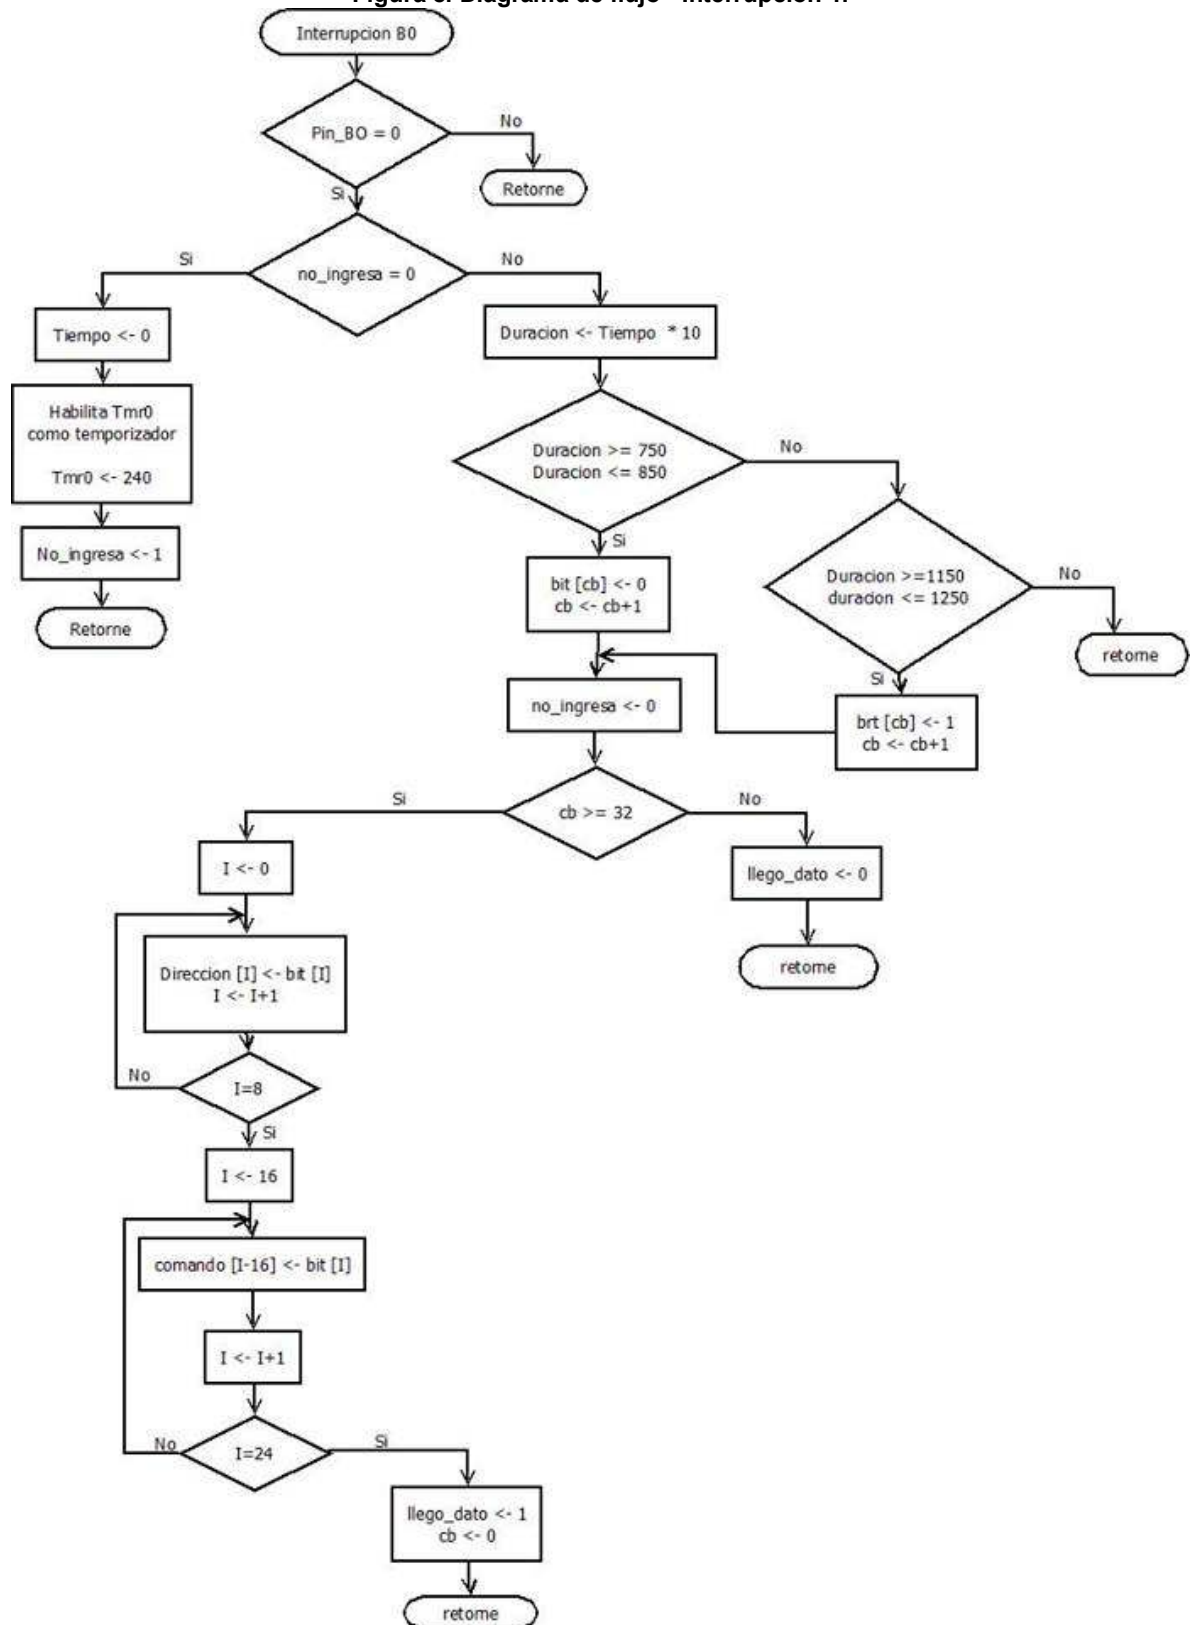 Interrupcion B0
Pin_BO = 0
No
Retorne
Si
no_ingresa = 0
Si
No
Tiempo <- 0
Duracion <- Tiempo * 10
Habilita Tmr0
como temporizador
Tmr0 <- 240
No_ingresa <- 1
Retorne
Duracion >= 750
Duracion <= 850
No
Si
bit [cb] <- 0
cb <- cb+1
Duracion >=1150
duracion <= 1250
No
retorne
Si
brt [cb] <- 1
cb <- cb+1
no_ingresa <- 0
cb >= 32
Si
No
I <- 0
llego_dato <- 0
retorne
Direccion [I] <- bit [I]
I <- I+1
I=8
No
Si
I <- 16
comando [I-16] <- bit [I]
I <- I+1
I=24
No
Si
llego_dato <- 1
cb <- 0
retorne